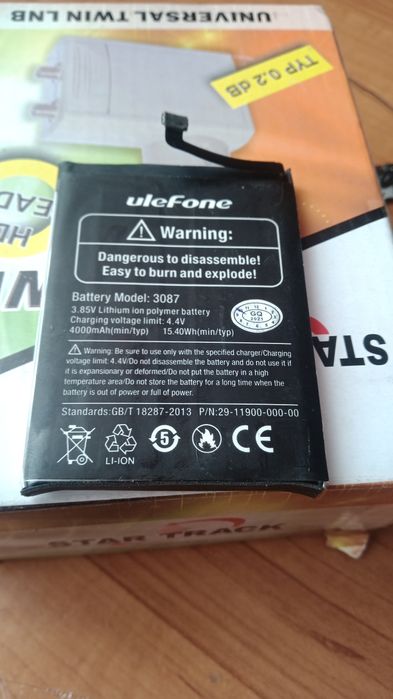 UNIVERSAL TWIN LNB
TYP 0.2 dB
uleFone
Warning:
Dangerous to disassemble!
Easy to burn and explode!
Battery Model: 3087
3.85V Lithium ion polymer battery
Charging voltage limit: 4.4V
4000mAh(min/typ) 15.40Wh(min/typ)
GQ
2021
Warning: Be sure to use only with the specified charger/Charging
voltage limit: 4.4V/Do not disassemble the battery and do not use it if it
is expansionary or deformed/Do not put the battery in a high
temperature area/Do not store the battery for a long time when the
battery is out of power or full of power.
Standards:GB/T 18287-2013 P/N:29-11900-000-00
5
LI-ION
CE
STAR TRACK
STA